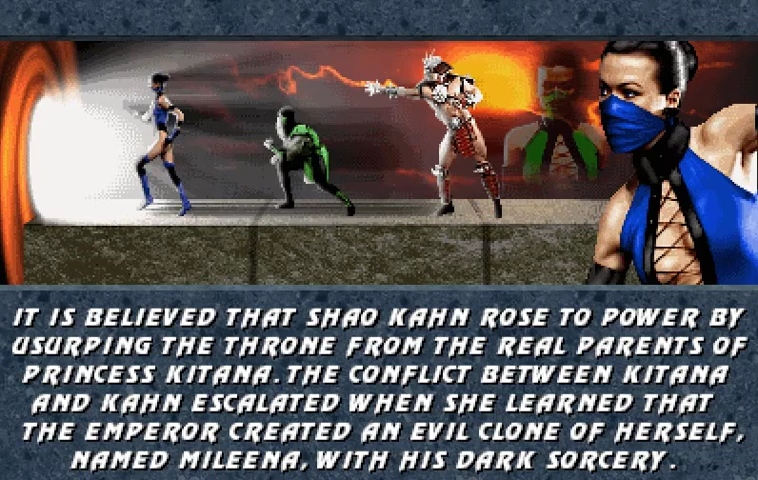 IT IS BELIEVED THAT SHAO KAHN ROSE TO POWER BY
USURPING THE THRONE FROM THE REAL PARENTS OF
PRINCESS KITANA. THE CONFLICT BETWEEN KITANA
AND KAHN ESCALATED WHEN SHE LEARNED THAT
THE EMPEROR CREATED AN EVIL CLONE OF HERSELF,
NAMED MILEENA, WITH HIS DARK SORCERY.